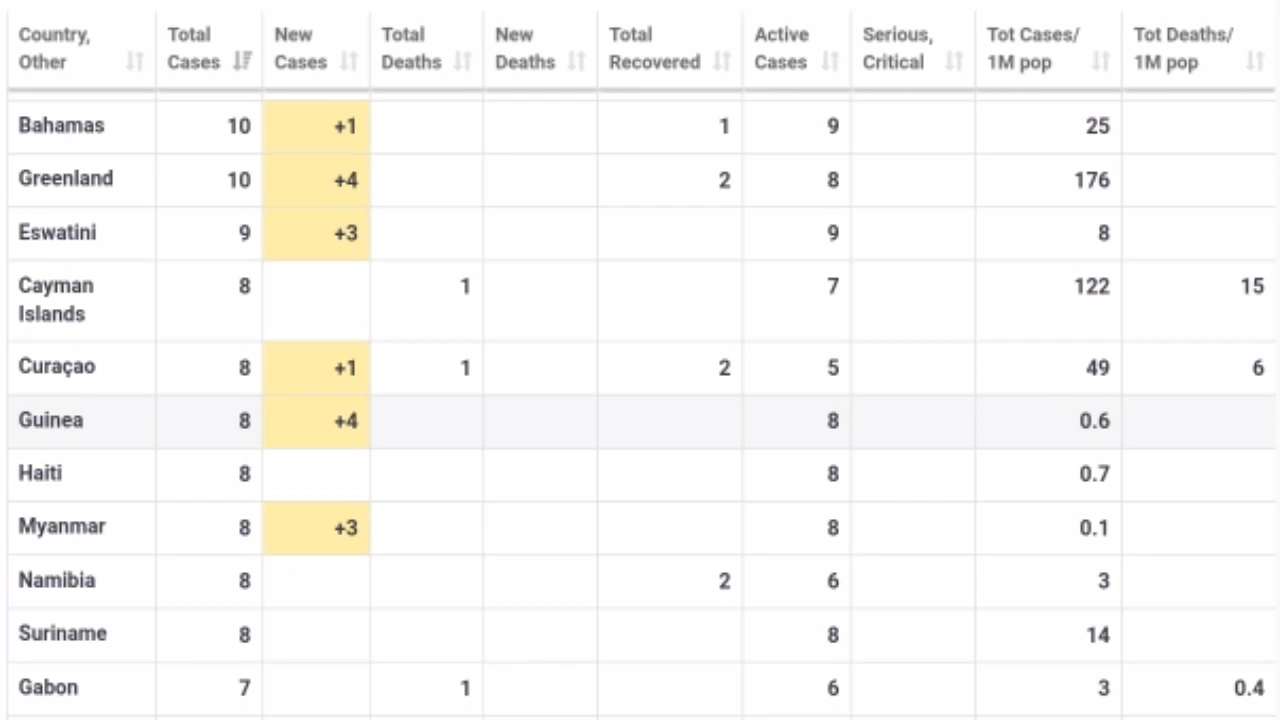 Country, Other Total Cases New Cases Total Deaths New Deaths Total Recovered Active Cases Serious, Critical Tot Cases/ 1M pop Tot Deaths/ 1M pop
Bahamas 10 +1 1 9 25
Greenland 10 +4 2 8 176
Eswatini 9 +3 9 8
Cayman Islands 8 1 7 122 15
Curaçao 8 +1 1 2 5 49 6
Guinea 8 +4 8 0.6
Haiti 8 8 0.7
Myanmar 8 +3 8 0.1
Namibia 8 2 6 3
Suriname 8 8 14
Gabon 7 1 6 3 0.4